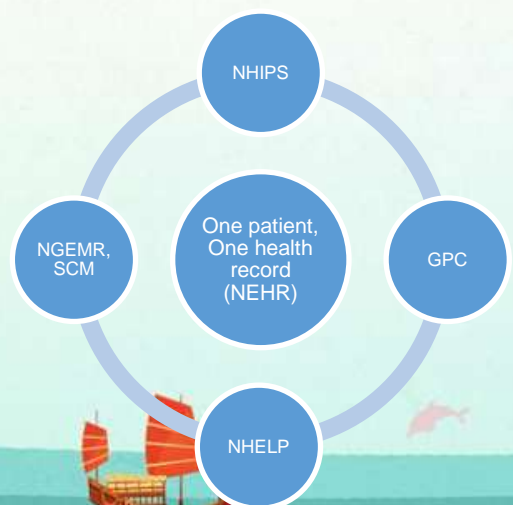 NHIPS
NGEMR,
SCM
One patient,
One health
record
(NEHR)
GPC
NHELP